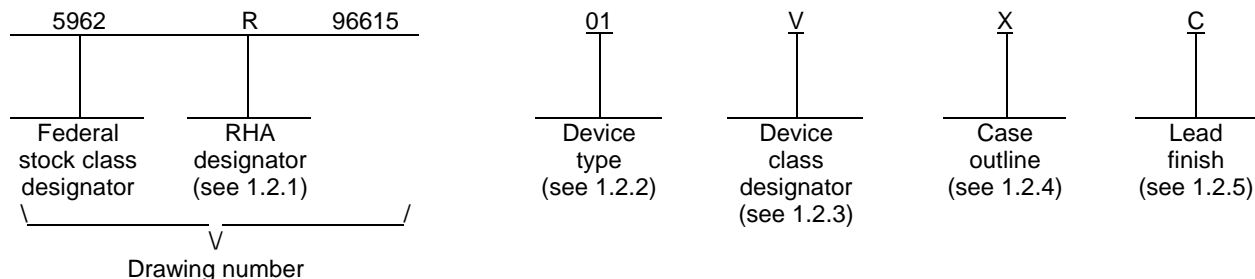 5962 R 96615 01 V X C
Federal stock class designator
RHA designator (see 1.2.1)
Device type (see 1.2.2)
Device class designator (see 1.2.3)
Case outline (see 1.2.4)
Lead finish (see 1.2.5)
\ / \/
Drawing number